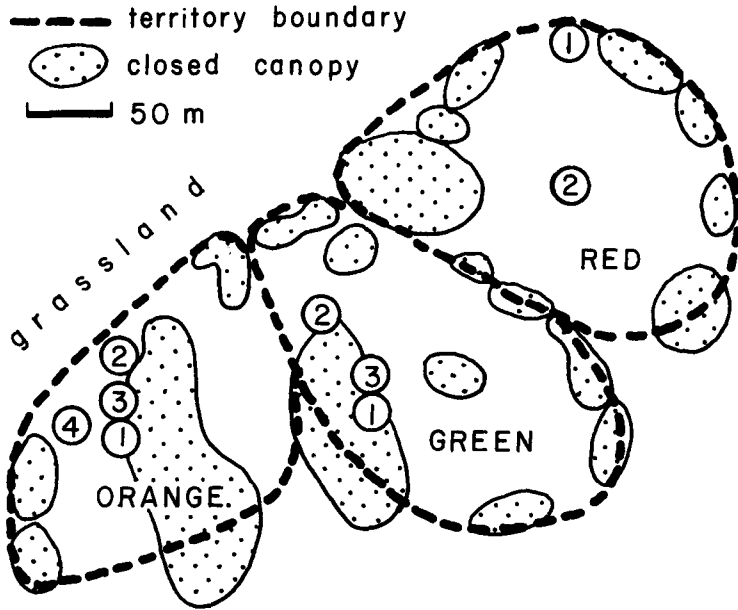 territory boundary
closed canopy
50 m
grassland
1
2
RED
2
3
1
GREEN
2
3
4
1
ORANGE